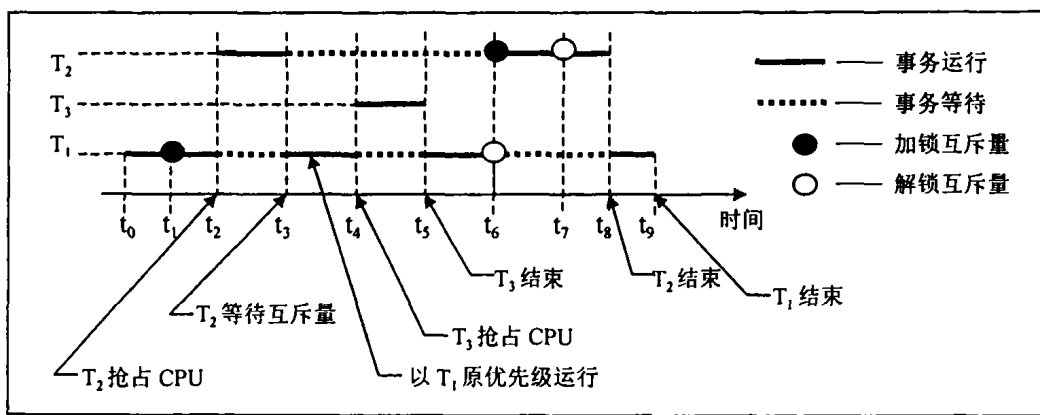 T₂
T₃
T₁
事务运行
事务等待
加锁互斥量
解锁互斥量
t₀ t₁ t₂ t₃ t₄ t₅ t₆ t₇ t₈ t₉ 时间
T₃ 结束
T₂ 结束
T₁ 结束
T₂ 等待互斥量
T₃ 抢占 CPU
T₂ 抢占 CPU
以 T₁ 原优先级运行